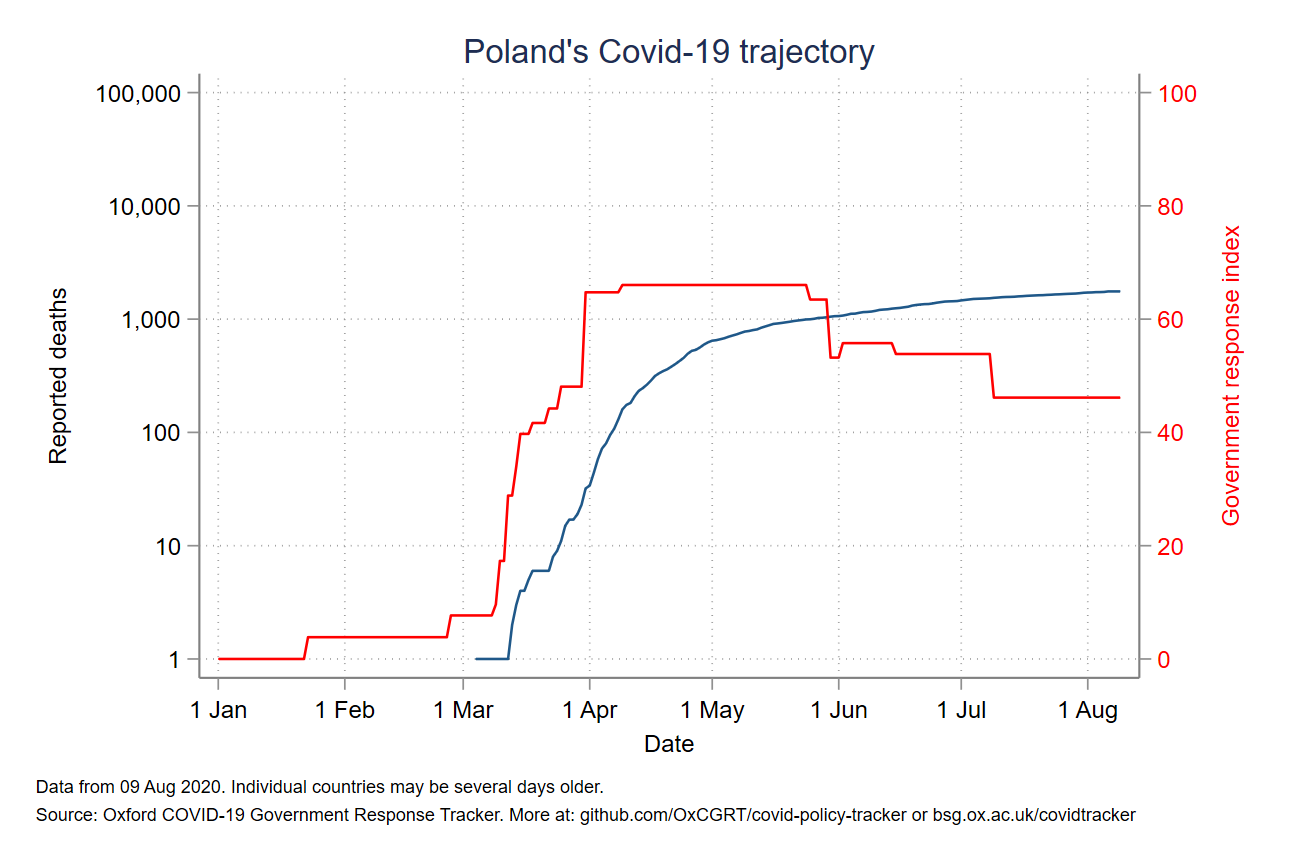 Poland's Covid-19 trajectory
100,000
10,000
1,000
100
10
1
Reported deaths
100
80
60
40
20
0
Government response index
1 Jan
1 Feb
1 Mar
1 Apr
1 May
1 Jun
1 Jul
1 Aug
Date
Data from 09 Aug 2020. Individual countries may be several days older.
Source: Oxford COVID-19 Government Response Tracker. More at: github.com/OxCGRT/covid-policy-tracker or bsg.ox.ac.uk/covidtracker